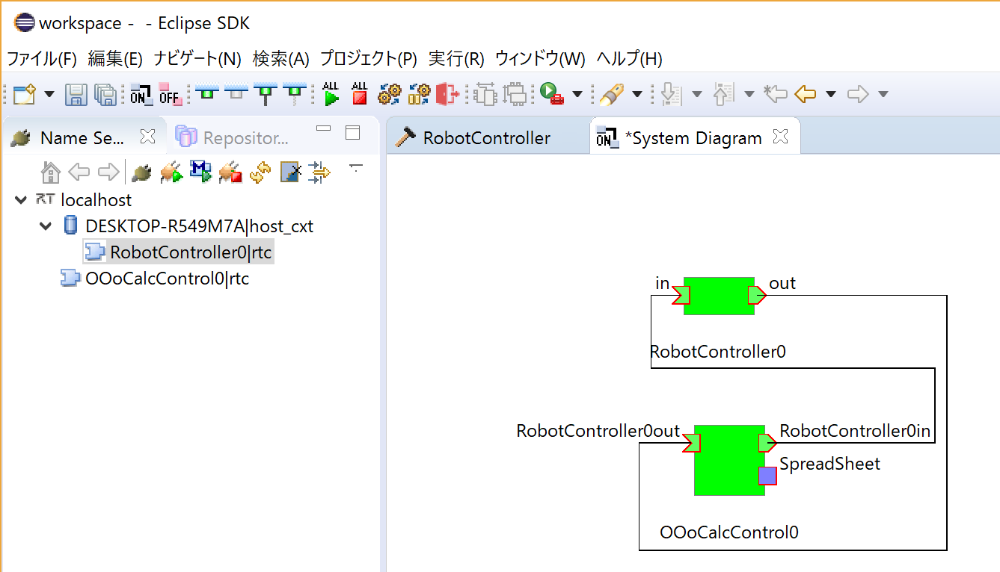 workspace -  - Eclipse SDK
ファイル(F) 編集(E) ナビゲート(N) 検索(A) プロジェクト(P) 実行(R) ウィンドウ(W) ヘルプ(H)
ON OFF ALL ALL
Name Se... Repositor... RobotController ON *System Diagram
RT localhost
DESKTOP-R549M7A|host_cxt
RobotController0|rtc
OOoCalcControl0|rtc
in out
RobotController0
RobotController0out RobotController0in
SpreadSheet
OOoCalcControl0